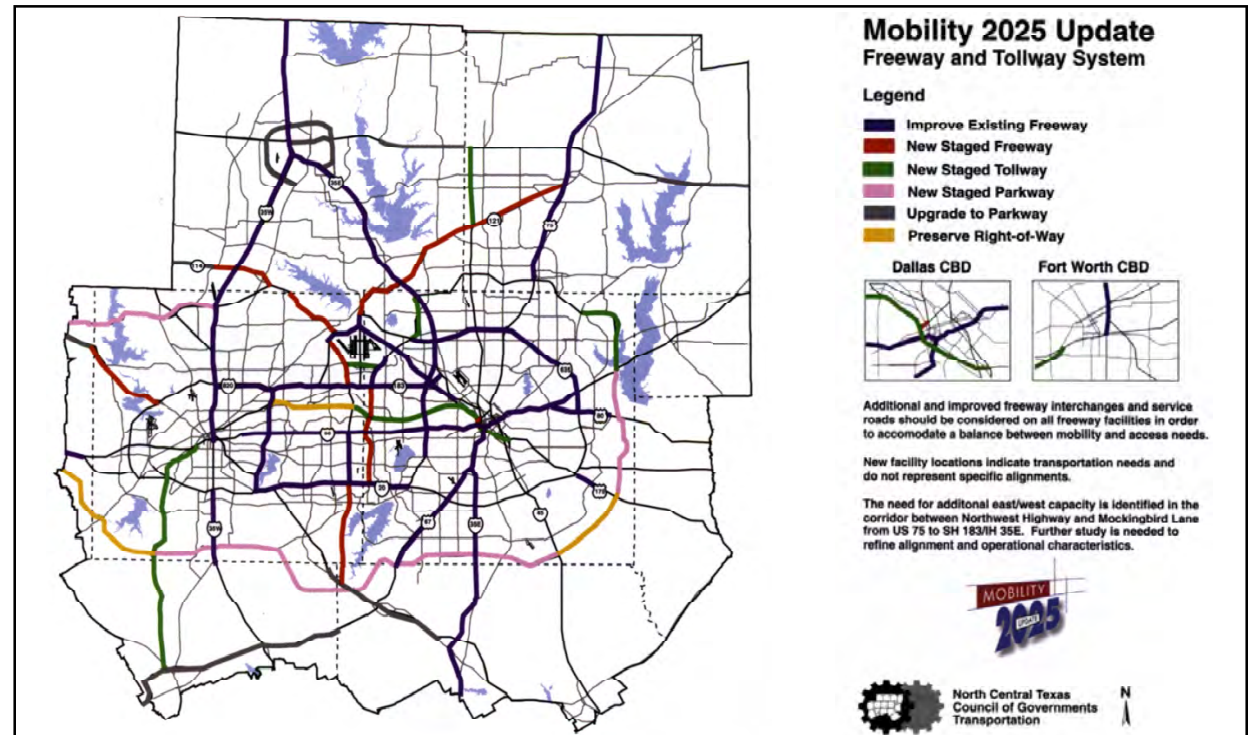 Mobility 2025 Update
Freeway and Tollway System
Legend
Improve Existing Freeway
New Staged Freeway
New Staged Tollway
New Staged Parkway
Upgrade to Parkway
Preserve Right-of-Way
Dallas CBD
Fort Worth CBD
Additional and improved freeway interchanges and service
roads should be considered on all freeway facilities in order
to accomodate a balance between mobility and access needs.
New facility locations indicate transportation needs and
do not represent specific alignments.
The need for additonal east/west capacity is identified in the
corridor between Northwest Highway and Mockingbird Lane
from US 75 to SH 183/IH 35E. Further study is needed to
refine alignment and operational characteristics.
MOBILITY
2025
UPDATE
North Central Texas
Council of Governments
Transportation
N
35E
35W
121
75
114
635
820
183
80
30
20
175
67
35E
45
35W